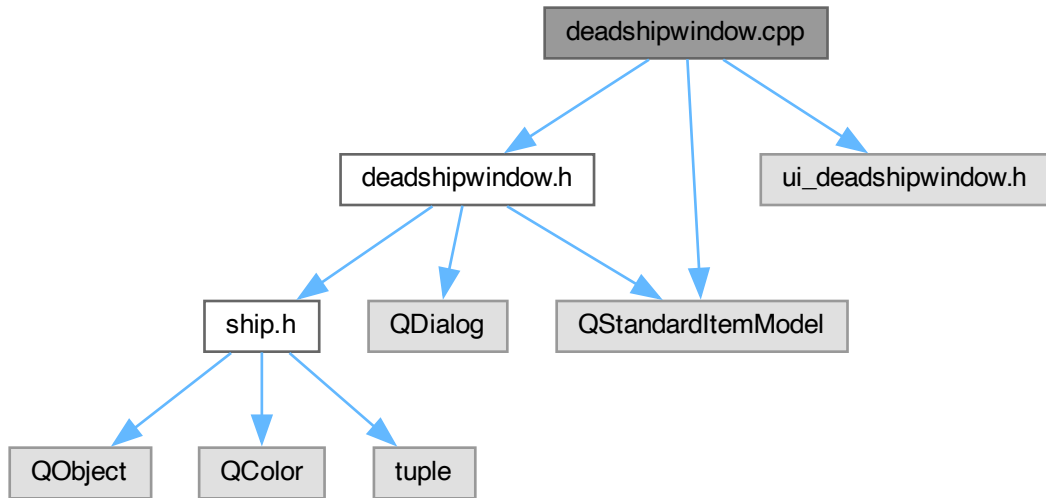 deadshipwindow.cpp
deadshipwindow.h
ui_deadshipwindow.h
ship.h
QDialog
QStandardItemModel
QObject
QColor
tuple